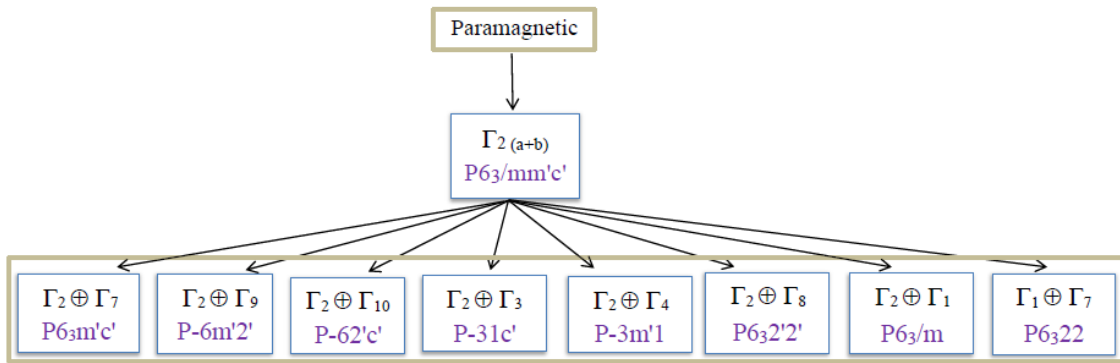 Paramagnetic
Γ₂ ₍ₐ₊b₎
P6₃/mm'c'
Γ₂ ⊕ Γ₇
P6₃m'c'
Γ₂ ⊕ Γ₉
P-6m'2'
Γ₂ ⊕ Γ₁₀
P-62'c'
Γ₂ ⊕ Γ₃
P-31c'
Γ₂ ⊕ Γ₄
P-3m'1
Γ₂ ⊕ Γ₈
P6₃2'2'
Γ₂ ⊕ Γ₁
P6₃/m
Γ₁ ⊕ Γ₇
P6₃22